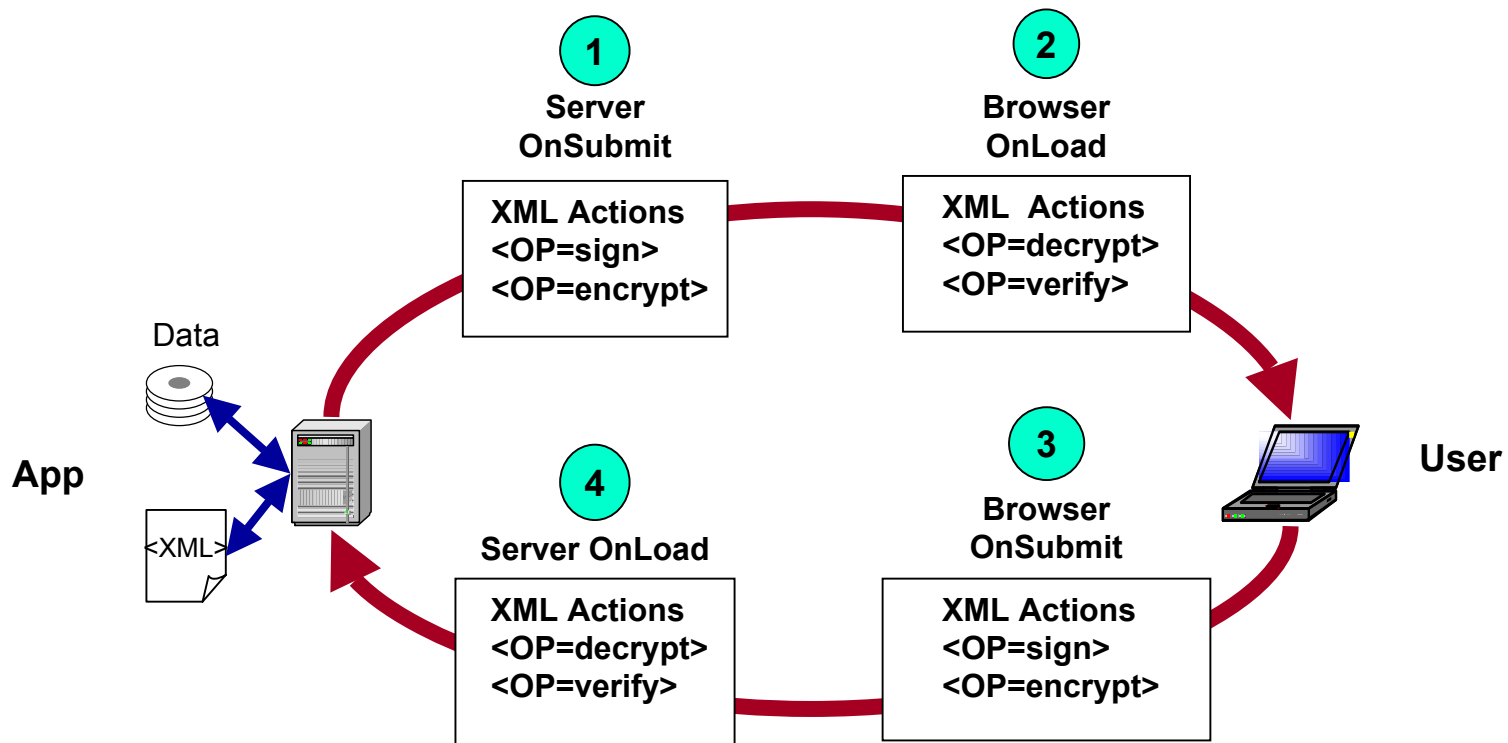 1
Server
OnSubmit
XML Actions
<OP=sign>
<OP=encrypt>
2
Browser
OnLoad
XML Actions
<OP=decrypt>
<OP=verify>
Data
App
<XML>
User
3
Browser
OnSubmit
XML Actions
<OP=sign>
<OP=encrypt>
4
Server OnLoad
XML Actions
<OP=decrypt>
<OP=verify>